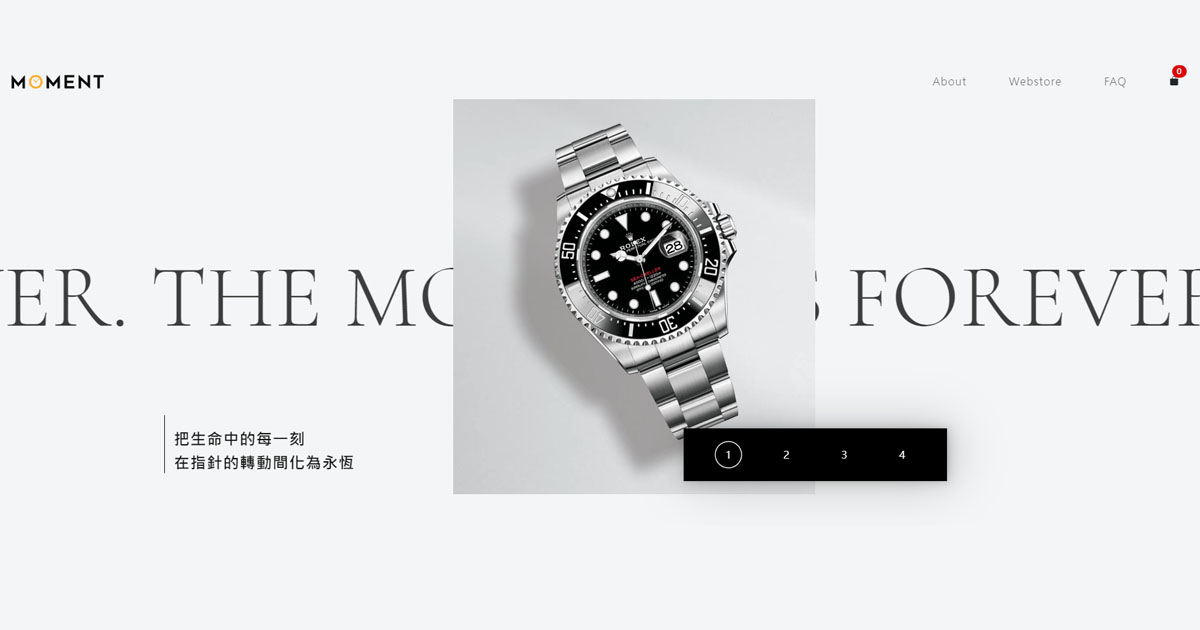 MOMENT
About
Webstore
FAQ
0
ER. THE MO
S FOREVER
ROLEX
28
50
20
30
SEA-DWELLER
把生命中的每一刻
在指針的轉動間化為永恆
1
2
3
4